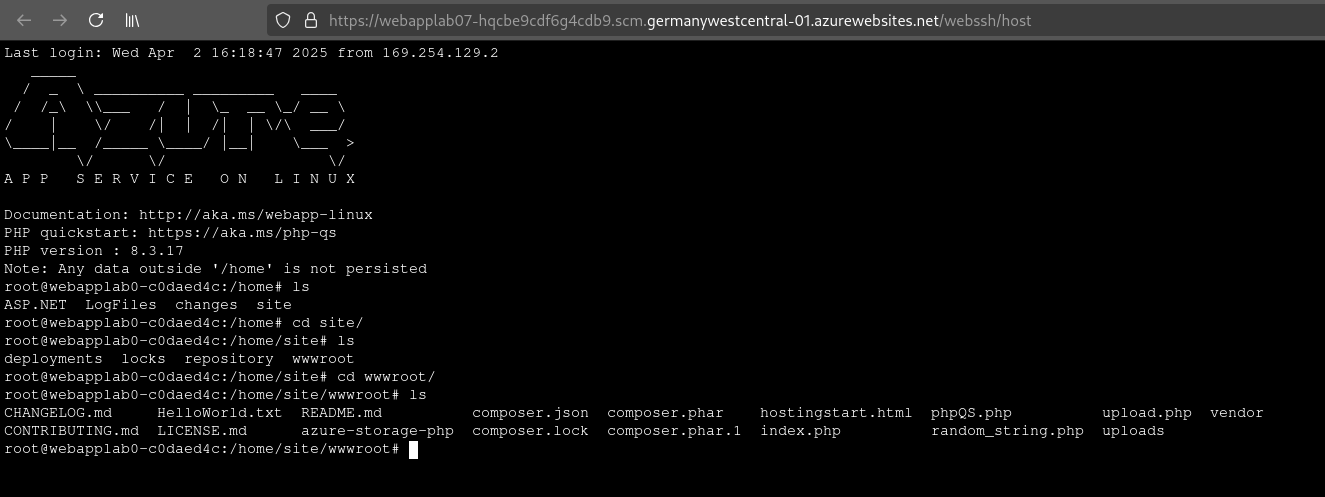 https://webapplab07-hqcbe9cdf6g4cdb9.scm.germanywestcentral-01.azurewebsites.net/webssh/host
Last login: Wed Apr  2 16:18:47 2025 from 169.254.129.2
A P P   S E R V I C E   O N   L I N U X
Documentation: http://aka.ms/webapp-linux
PHP quickstart: https://aka.ms/php-qs
PHP version : 8.3.17
Note: Any data outside '/home' is not persisted
root@webapplab0-c0daed4c:/home# ls
ASP.NET  LogFiles  changes  site
root@webapplab0-c0daed4c:/home# cd site/
root@webapplab0-c0daed4c:/home/site# ls
deployments  locks  repository  wwwroot
root@webapplab0-c0daed4c:/home/site# cd wwwroot/
root@webapplab0-c0daed4c:/home/site/wwwroot# ls
CHANGELOG.md     HelloWorld.txt  README.md          composer.json  composer.phar    hostingstart.html  phpQS.php          upload.php  vendor
CONTRIBUTING.md  LICENSE.md      azure-storage-php  composer.lock  composer.phar.1  index.php          random_string.php  uploads
root@webapplab0-c0daed4c:/home/site/wwwroot#